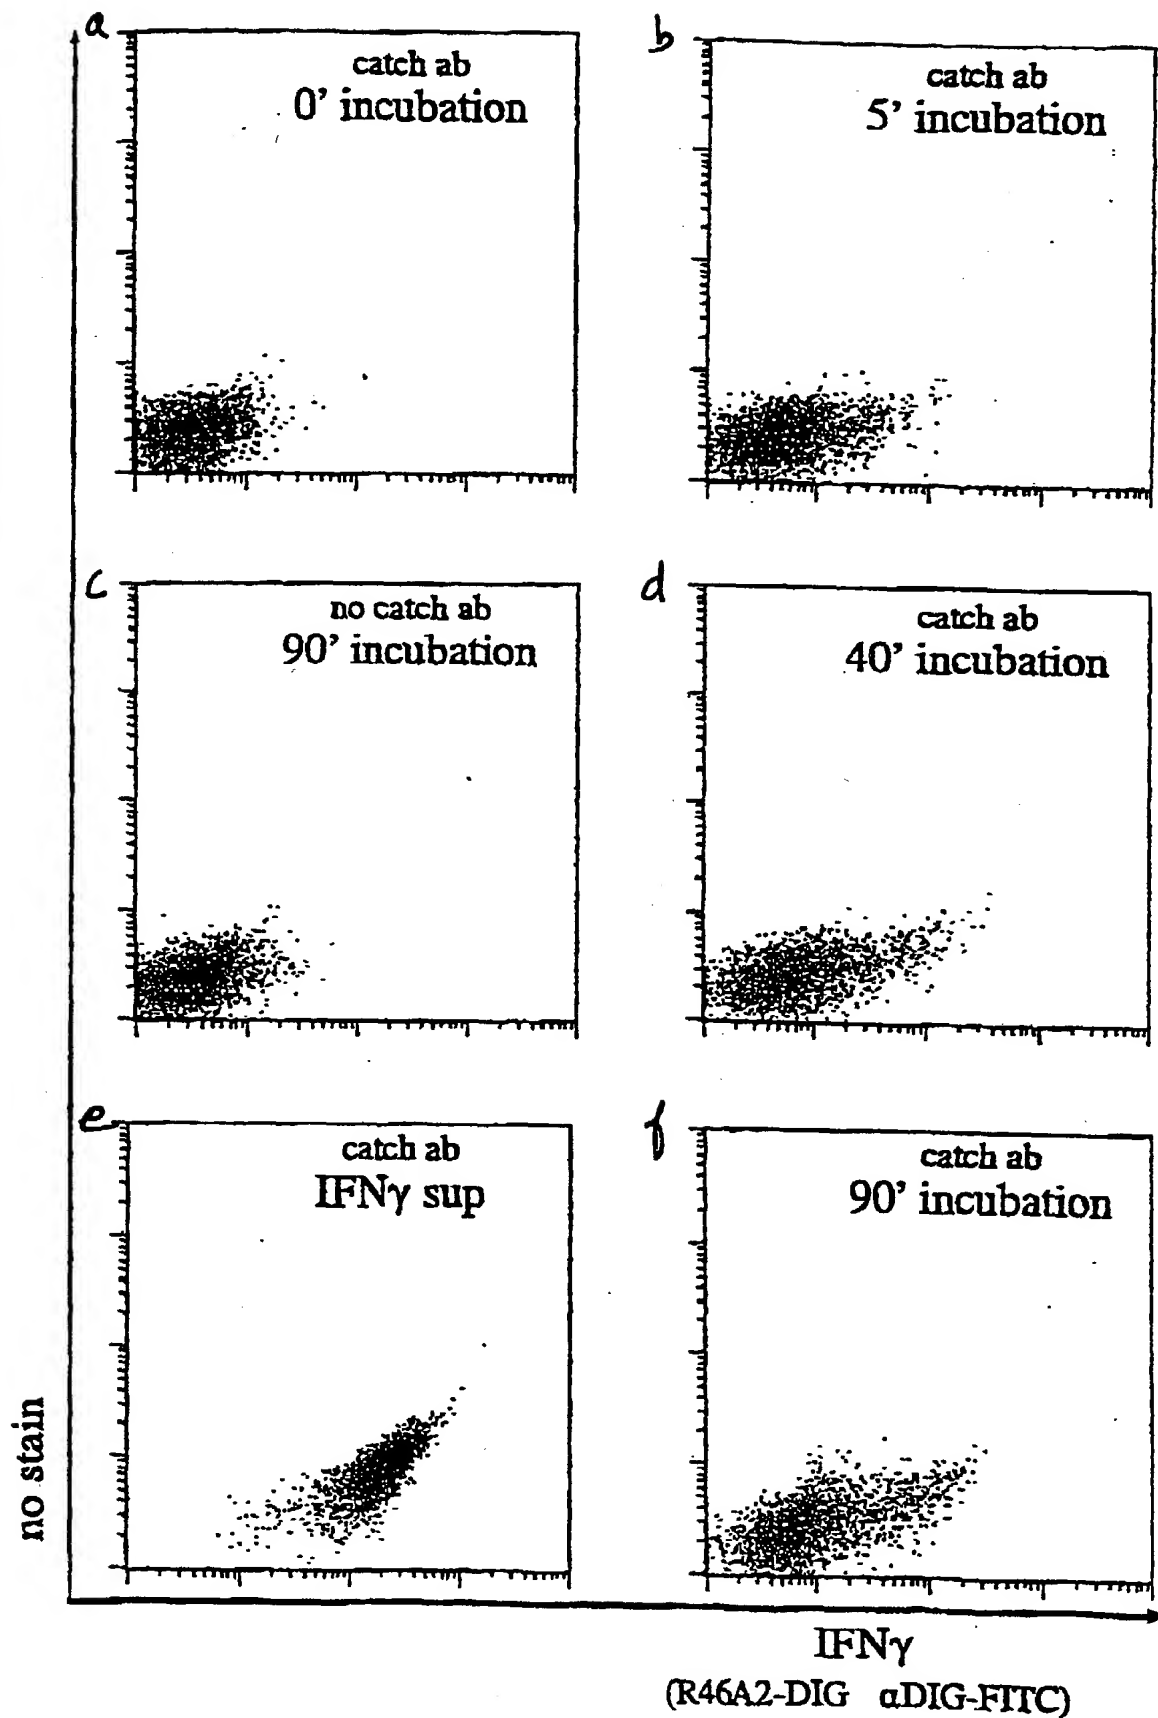 a
catch ab
0' incubation
b
catch ab
5' incubation
c
no catch ab
90' incubation
d
catch ab
40' incubation
e
catch ab
IFNγ sup
f
catch ab
90' incubation
no stain
IFNγ
(R46A2-DIG αDIG-FITC)